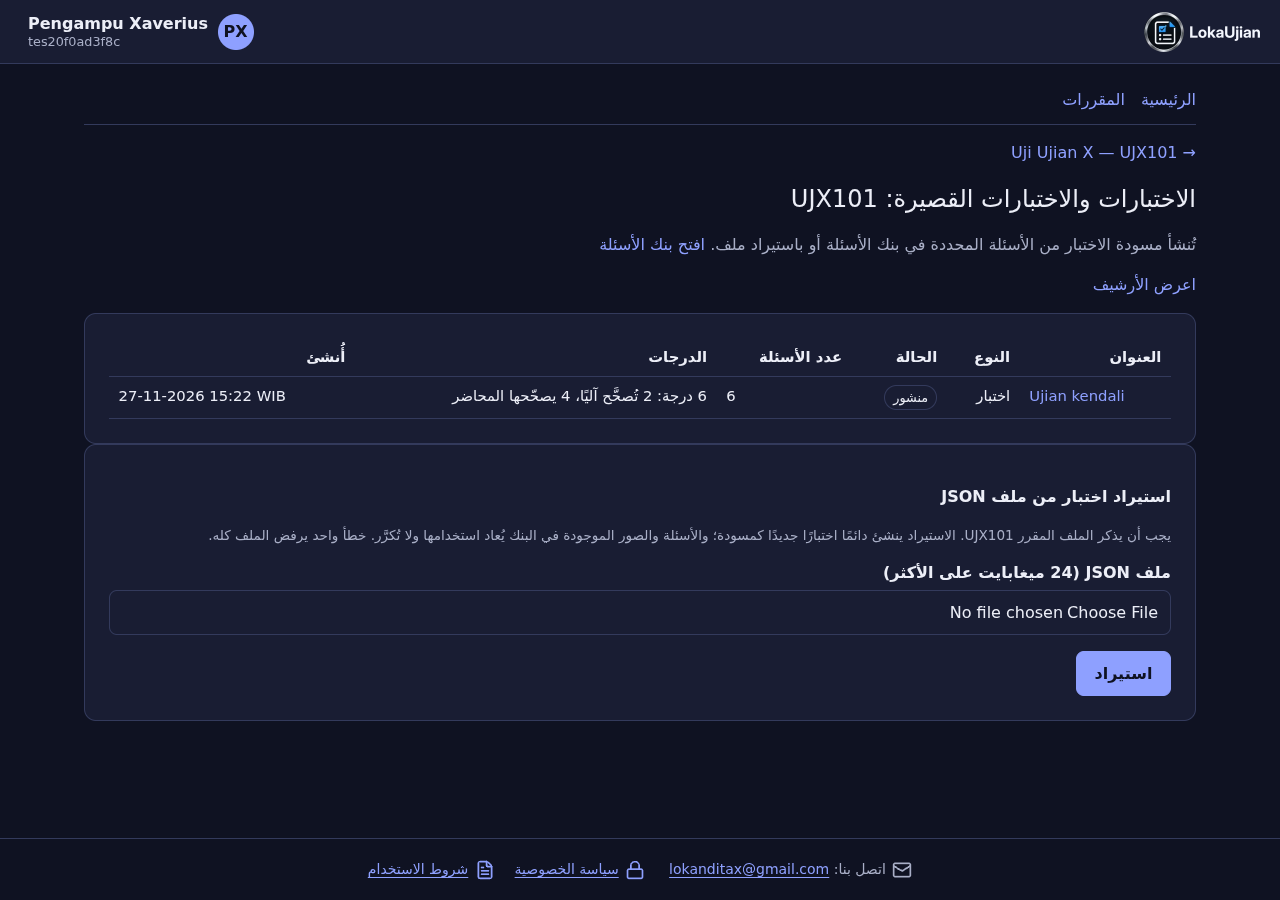 LokaUjian
Pengampu Xaverius
PX
tes20f0ad3f8c
الرئيسية المقررات
→ Uji Ujian X — UJX101
الاختبارات والاختبارات القصيرة: UJX101
تُنشأ مسودة الاختبار من الأسئلة المحددة في بنك الأسئلة أو باستيراد ملف. افتح بنك الأسئلة
اعرض الأرشيف
العنوان النوع الحالة عدد الأسئلة الدرجات أُنشئ
Ujian kendali اختبار منشور 6 6 درجة: 2 تُصحَّح آليًا، 4 يصحّحها المحاضر 27-11-2026 15:22 WIB
استيراد اختبار من ملف JSON
يجب أن يذكر الملف المقرر UJX101. الاستيراد ينشئ دائمًا اختبارًا جديدًا كمسودة؛ والأسئلة والصور الموجودة في البنك يُعاد استخدامها ولا تُكرَّر. خطأ واحد يرفض الملف كله.
ملف JSON (24 ميغابايت على الأكثر)
Choose File No file chosen
استيراد
اتصل بنا: lokanditax@gmail.com سياسة الخصوصية شروط الاستخدام